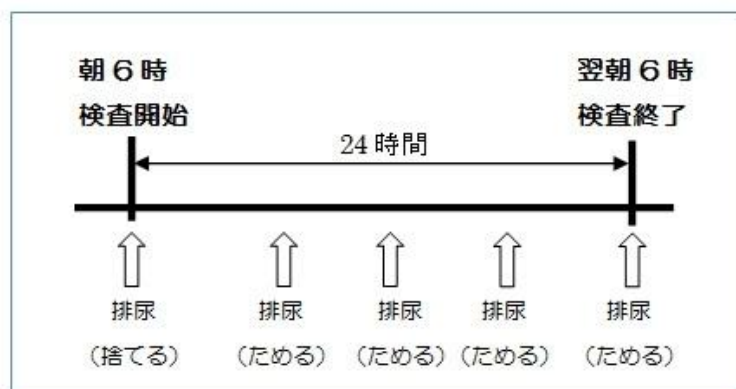 朝６時
検査開始
翌朝６時
検査終了
24時間
排尿 排尿 排尿 排尿 排尿
（捨てる） （ためる） （ためる） （ためる） （ためる）